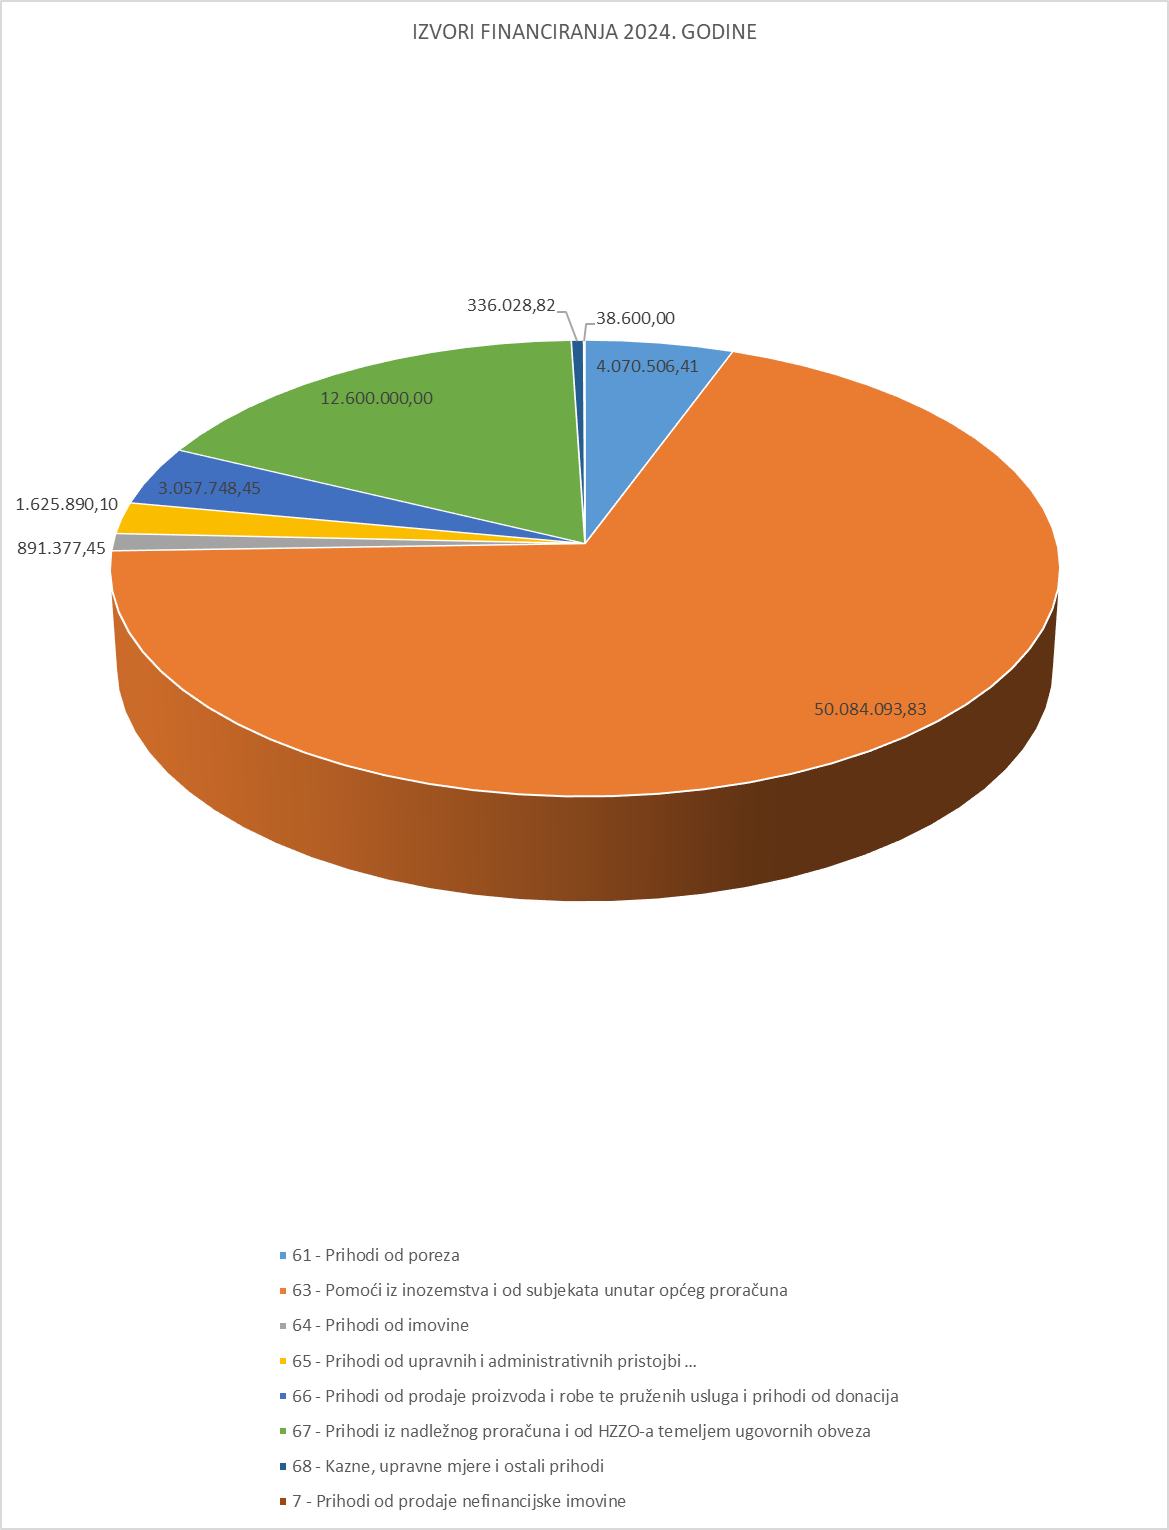 IZVORI FINANCIRANJA 2024. GODINE
336.028,82
38.600,00
4.070.506,41
12.600.000,00
3.057.748,45
1.625.890,10
891.377,45
50.084.093,83
61 - Prihodi od poreza
63 - Pomoći iz inozemstva i od subjekata unutar općeg proračuna
64 - Prihodi od imovine
65 - Prihodi od upravnih i administrativnih pristojbi ...
66 - Prihodi od prodaje proizvoda i robe te pruženih usluga i prihodi od donacija
67 - Prihodi iz nadležnog proračuna i od HZZO-a temeljem ugovornih obveza
68 - Kazne, upravne mjere i ostali prihodi
7 - Prihodi od prodaje nefinancijske imovine